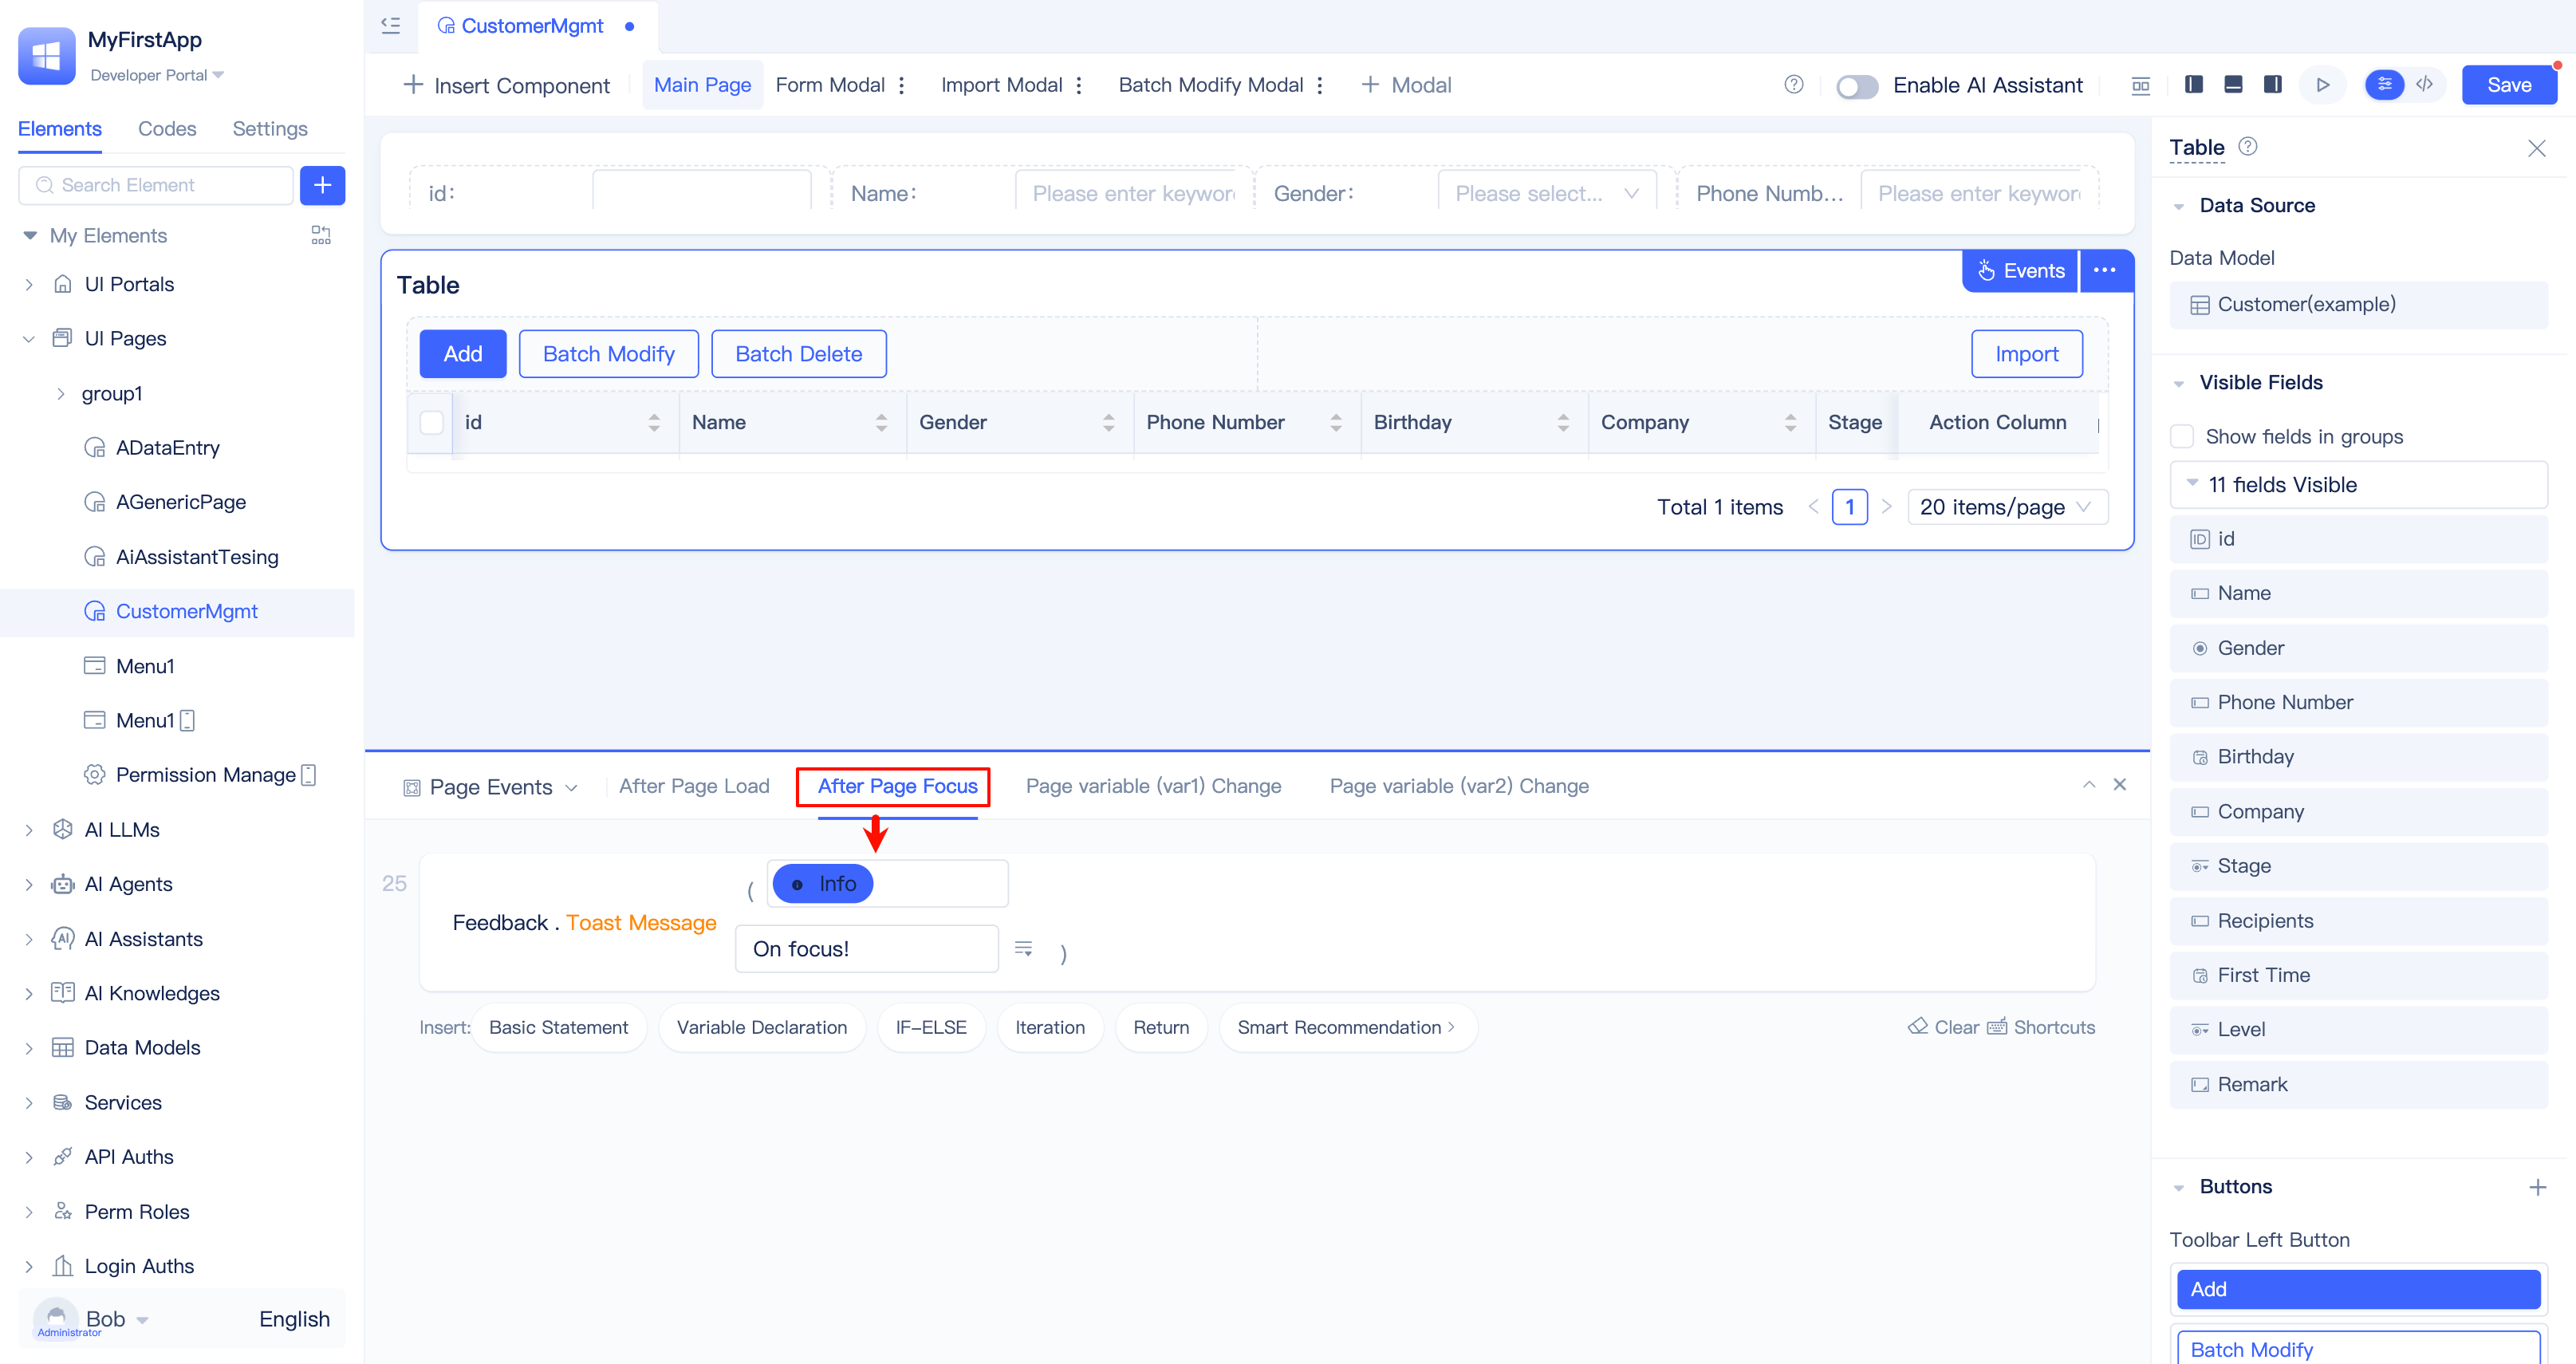 MyFirstApp
Developer Portal
Elements Codes Settings
Search Element
My Elements
UI Portals
UI Pages
group1
ADataEntry
AGenericPage
AiAssistantTesing
CustomerMgmt
Menu1
Menu1
Permission Manage
AI LLMs
AI Agents
AI Assistants
AI Knowledges
Data Models
Services
API Auths
Perm Roles
Login Auths
Bob
Administrator
English
CustomerMgmt
Insert Component Main Page Form Modal Import Modal Batch Modify Modal Modal
Enable AI Assistant
Save
id:
Name: Please enter keywor
Gender: Please select...
Phone Numb... Please enter keywor
Table
Events
Add Batch Modify Batch Delete Import
id Name Gender Phone Number Birthday Company Stage Action Column
Total 1 items 1 20 items/page
Page Events After Page Load After Page Focus Page variable (var1) Change Page variable (var2) Change
25
Feedback . Toast Message ( Info
On focus! )
Insert: Basic Statement Variable Declaration IF-ELSE Iteration Return Smart Recommendation
Clear Shortcuts
Table
Data Source
Data Model
Customer(example)
Visible Fields
Show fields in groups
11 fields Visible
id
Name
Gender
Phone Number
Birthday
Company
Stage
Recipients
First Time
Level
Remark
Buttons
Toolbar Left Button
Add
Batch Modify